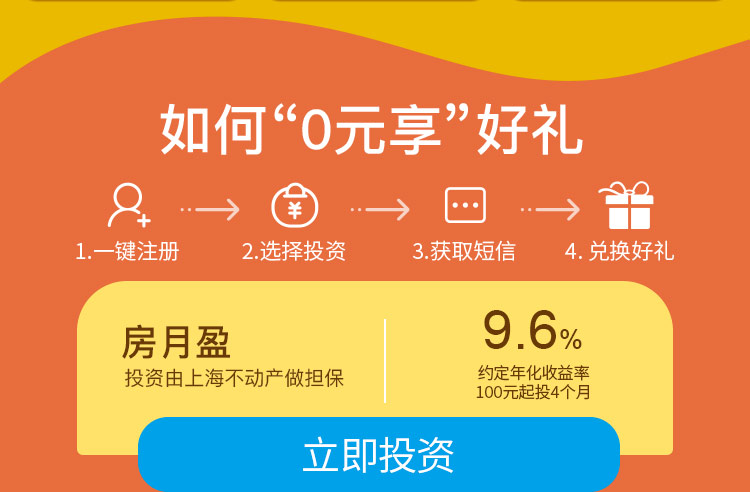 如何“0元享”好礼
¥
1.一键注册 2.选择投资 3.获取短信 4. 兑换好礼
房月盈
投资由上海不动产做担保
9.6%
约定年化收益率
100元起投4个月
立即投资